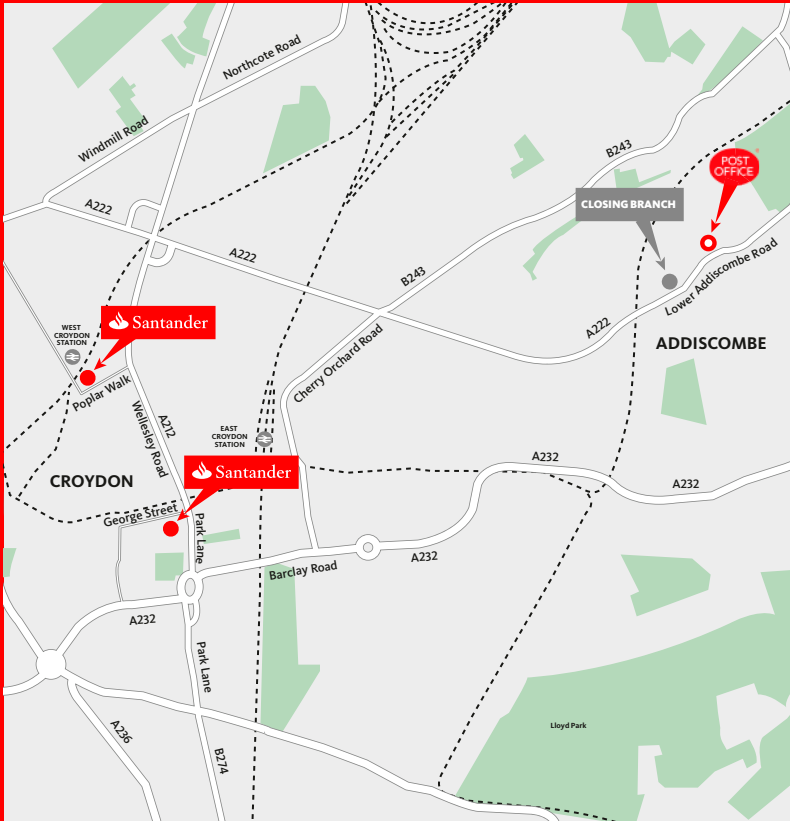 Northcote Road
Windmill Road
B243
POST
OFFICE
CLOSING BRANCH
A222
A222
B243
Lower Addiscombe Road
A222
ADDISCOMBE
Santander
WEST
CROYDON
STATION
Cherry Orchard Road
Poplar Walk
A212
Wellesley Road
EAST
CROYDON
STATION
Santander
CROYDON
A232
A232
George Street
Park Lane
A232
Barclay Road
A232
Park Lane
Lloyd Park
A236
B274